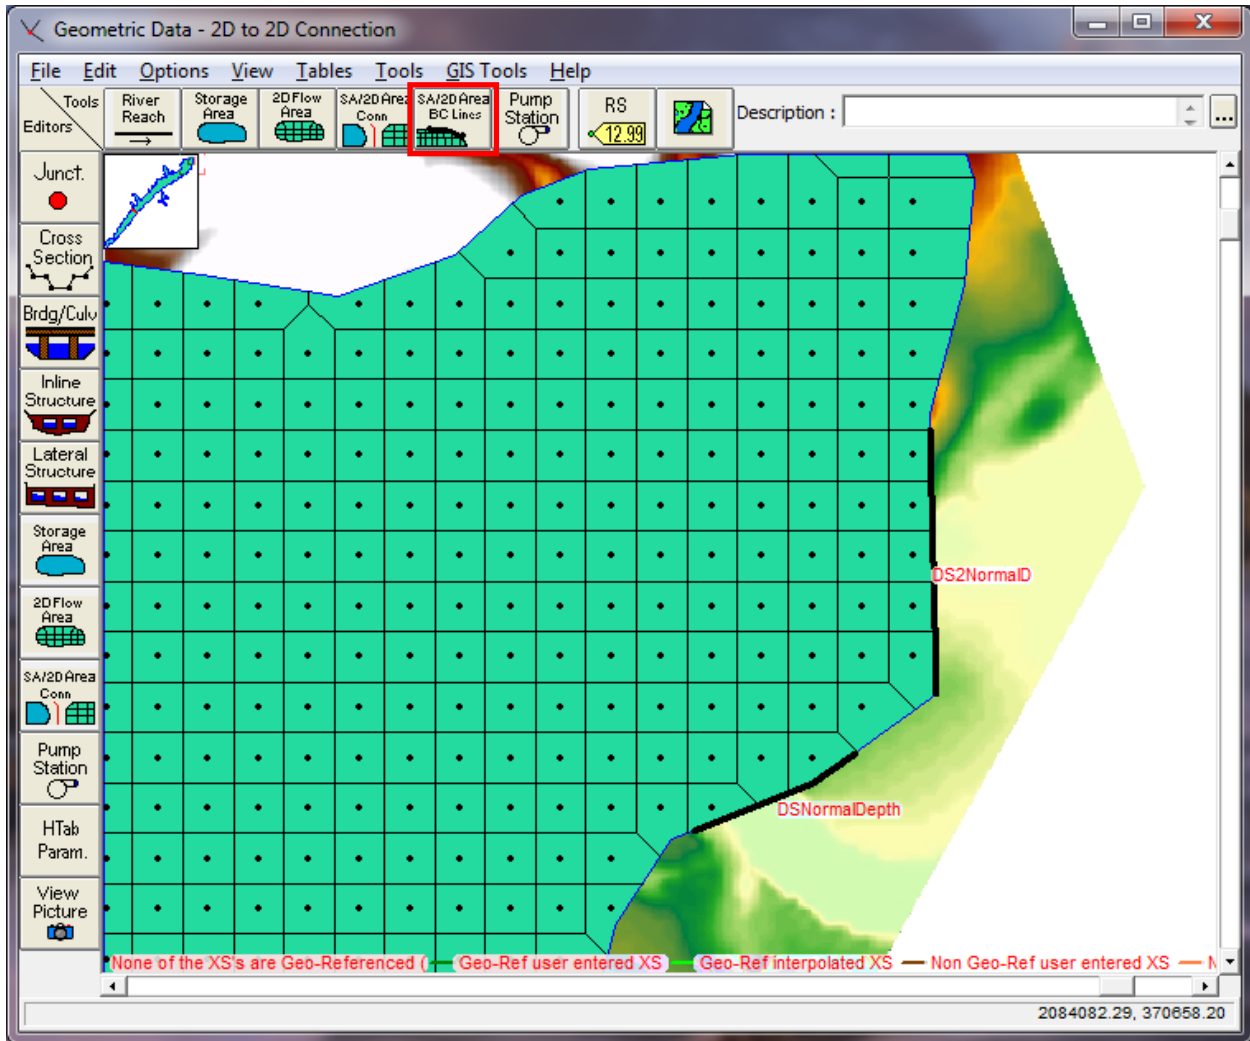 Geometric Data - 2D to 2D Connection
File Edit Options View Tables Tools GIS Tools Help
Tools
Editors
River
Reach
Storage
Area
2D Flow
Area
SA/2D Area
Conn
SA/2D Area
BC Lines
Pump
Station
RS
12.99
Description :
...
Junct.
Cross
Section
Brdg/Culv
Inline
Structure
Lateral
Structure
Storage
Area
2D Flow
Area
SA/2D Area
Conn
Pump
Station
HTab
Param.
View
Picture
DS2NormalD
DSNormalDepth
None of the XS's are Geo-Referenced ( Geo-Ref user entered XS Geo-Ref interpolated XS Non Geo-Ref user entered XS N
2084082.29, 370658.20